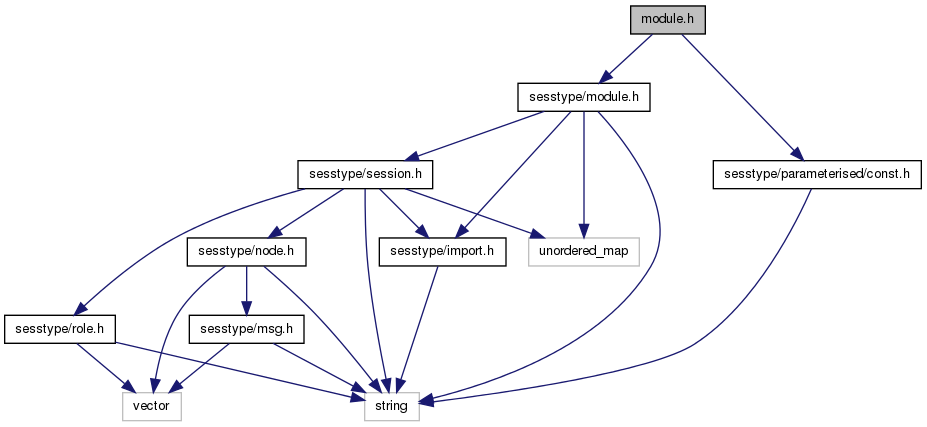 module.h
sesstype/module.h
sesstype/session.h
sesstype/parameterised/const.h
sesstype/node.h
sesstype/import.h
unordered_map
sesstype/role.h
sesstype/msg.h
vector
string